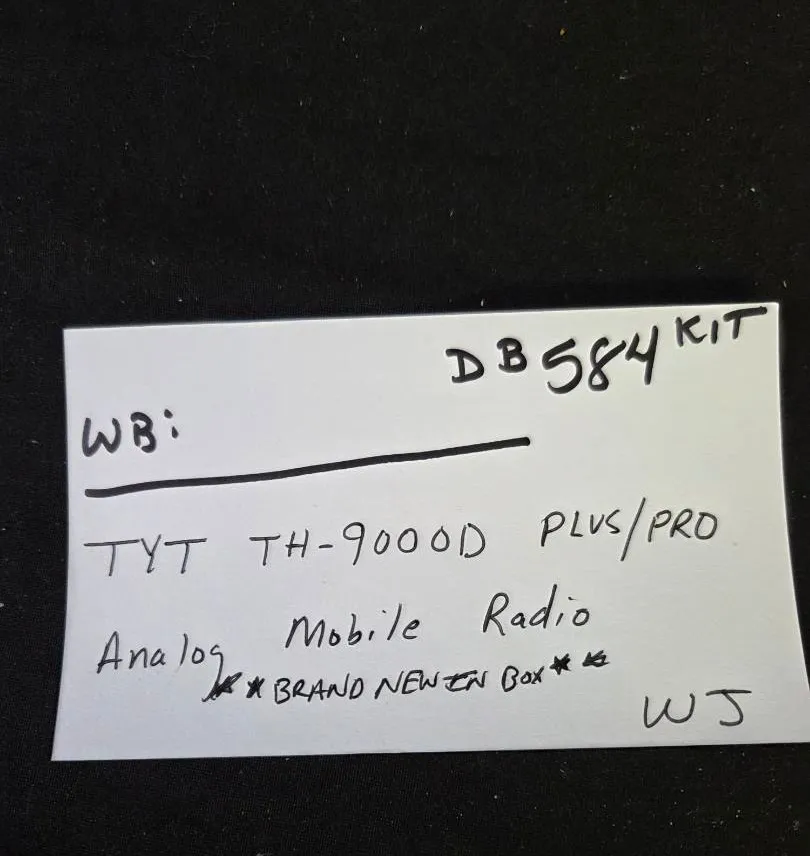 DB 584 KIT
WB:
TYT TH-9000D PLUS/PRO
Analog Mobile Radio
**BRAND NEW IN BOX**
WJ